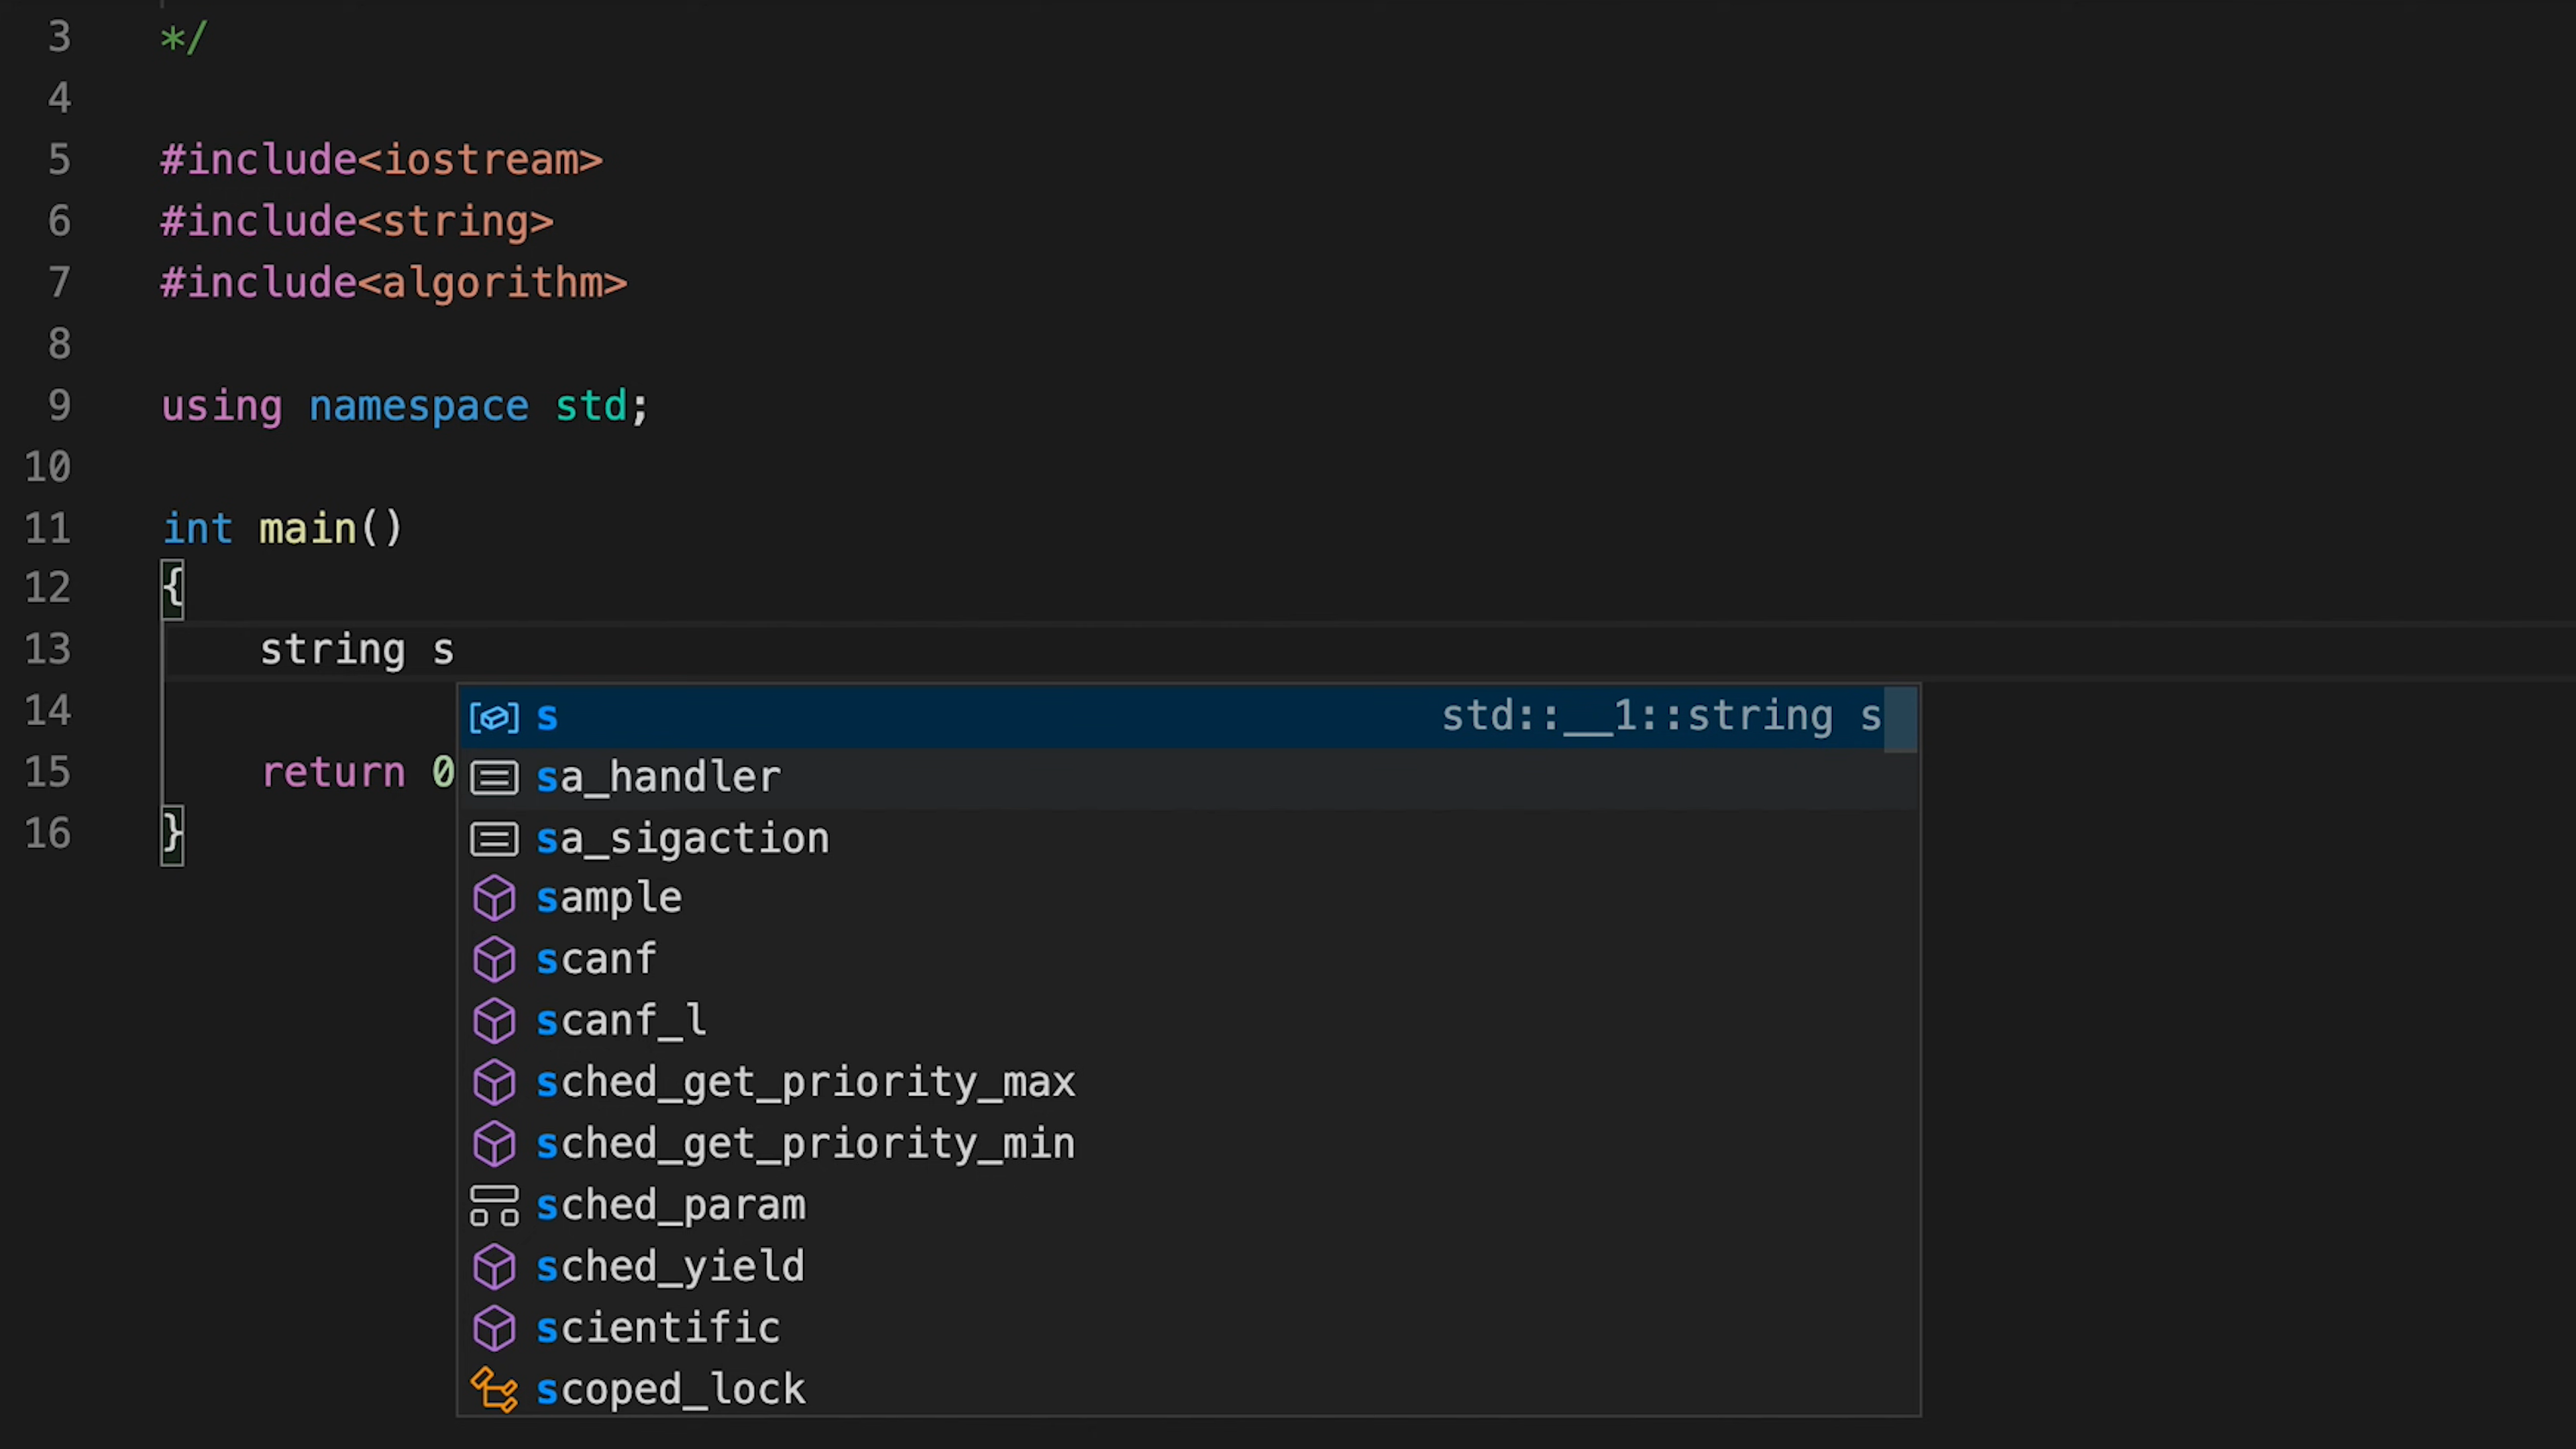 3 */
4
5 #include<iostream>
6 #include<string>
7 #include<algorithm>
8
9 using namespace std;
10
11 int main()
12 {
13 string s
14
15 return 0
16 }
s std::__1::string s
sa_handler
sa_sigaction
sample
scanf
scanf_l
sched_get_priority_max
sched_get_priority_min
sched_param
sched_yield
scientific
scoped_lock